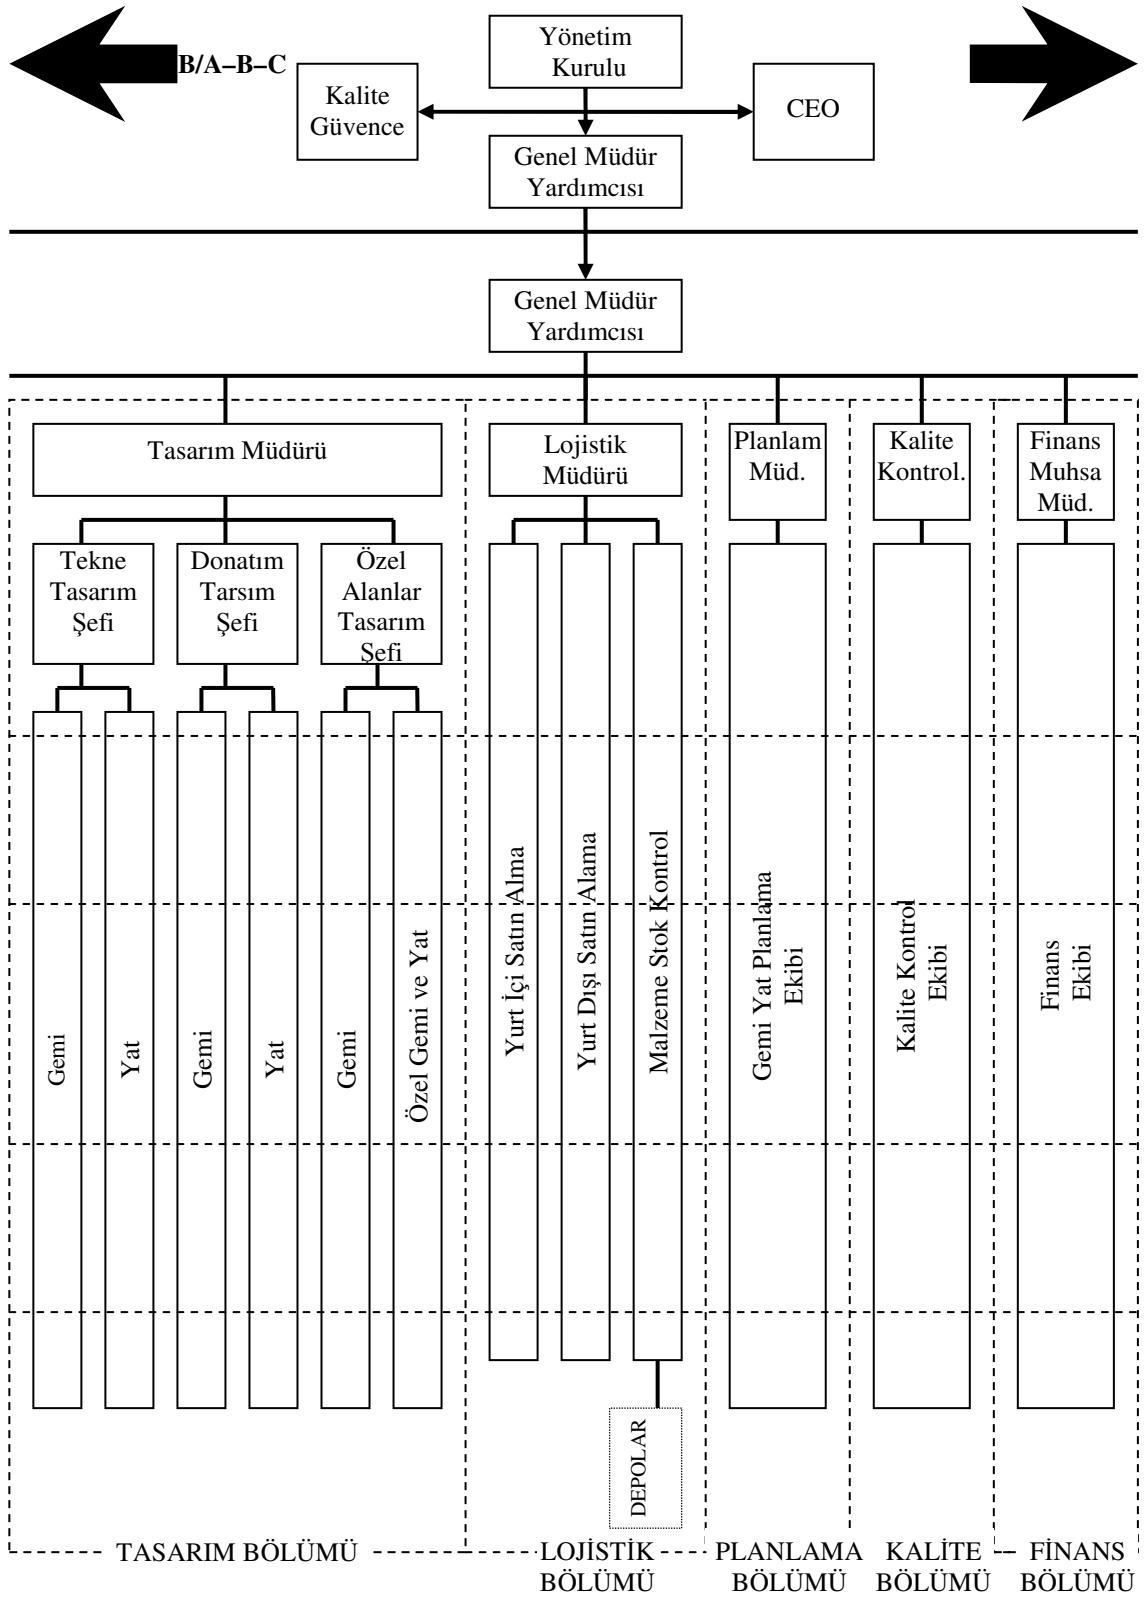 B/A–B–C
Yönetim
Kurulu
Kalite
Güvence
CEO
Genel Müdür
Yardımcısı
Genel Müdür
Yardımcısı
Tasarım Müdürü
Lojistik
Müdürü
Planlam
Müd.
Kalite
Kontrol.
Finans
Muhsa
Müd.
Tekne
Tasarım
Şefi
Donatım
Tarsım
Şefi
Özel
Alanlar
Tasarım
Şefi
Gemi
Yat
Gemi
Yat
Gemi
Özel Gemi ve Yat
Yurt İçi Satın Alma
Yurt Dışı Satın Alama
Malzeme Stok Kontrol
Gemi Yat Planlama
Ekibi
Kalite Kontrol
Ekibi
Finans
Ekibi
DEPOLAR
TASARIM BÖLÜMÜ
LOJİSTİK
BÖLÜMÜ
PLANLAMA
BÖLÜMÜ
KALİTE
BÖLÜMÜ
FİNANS
BÖLÜMÜ